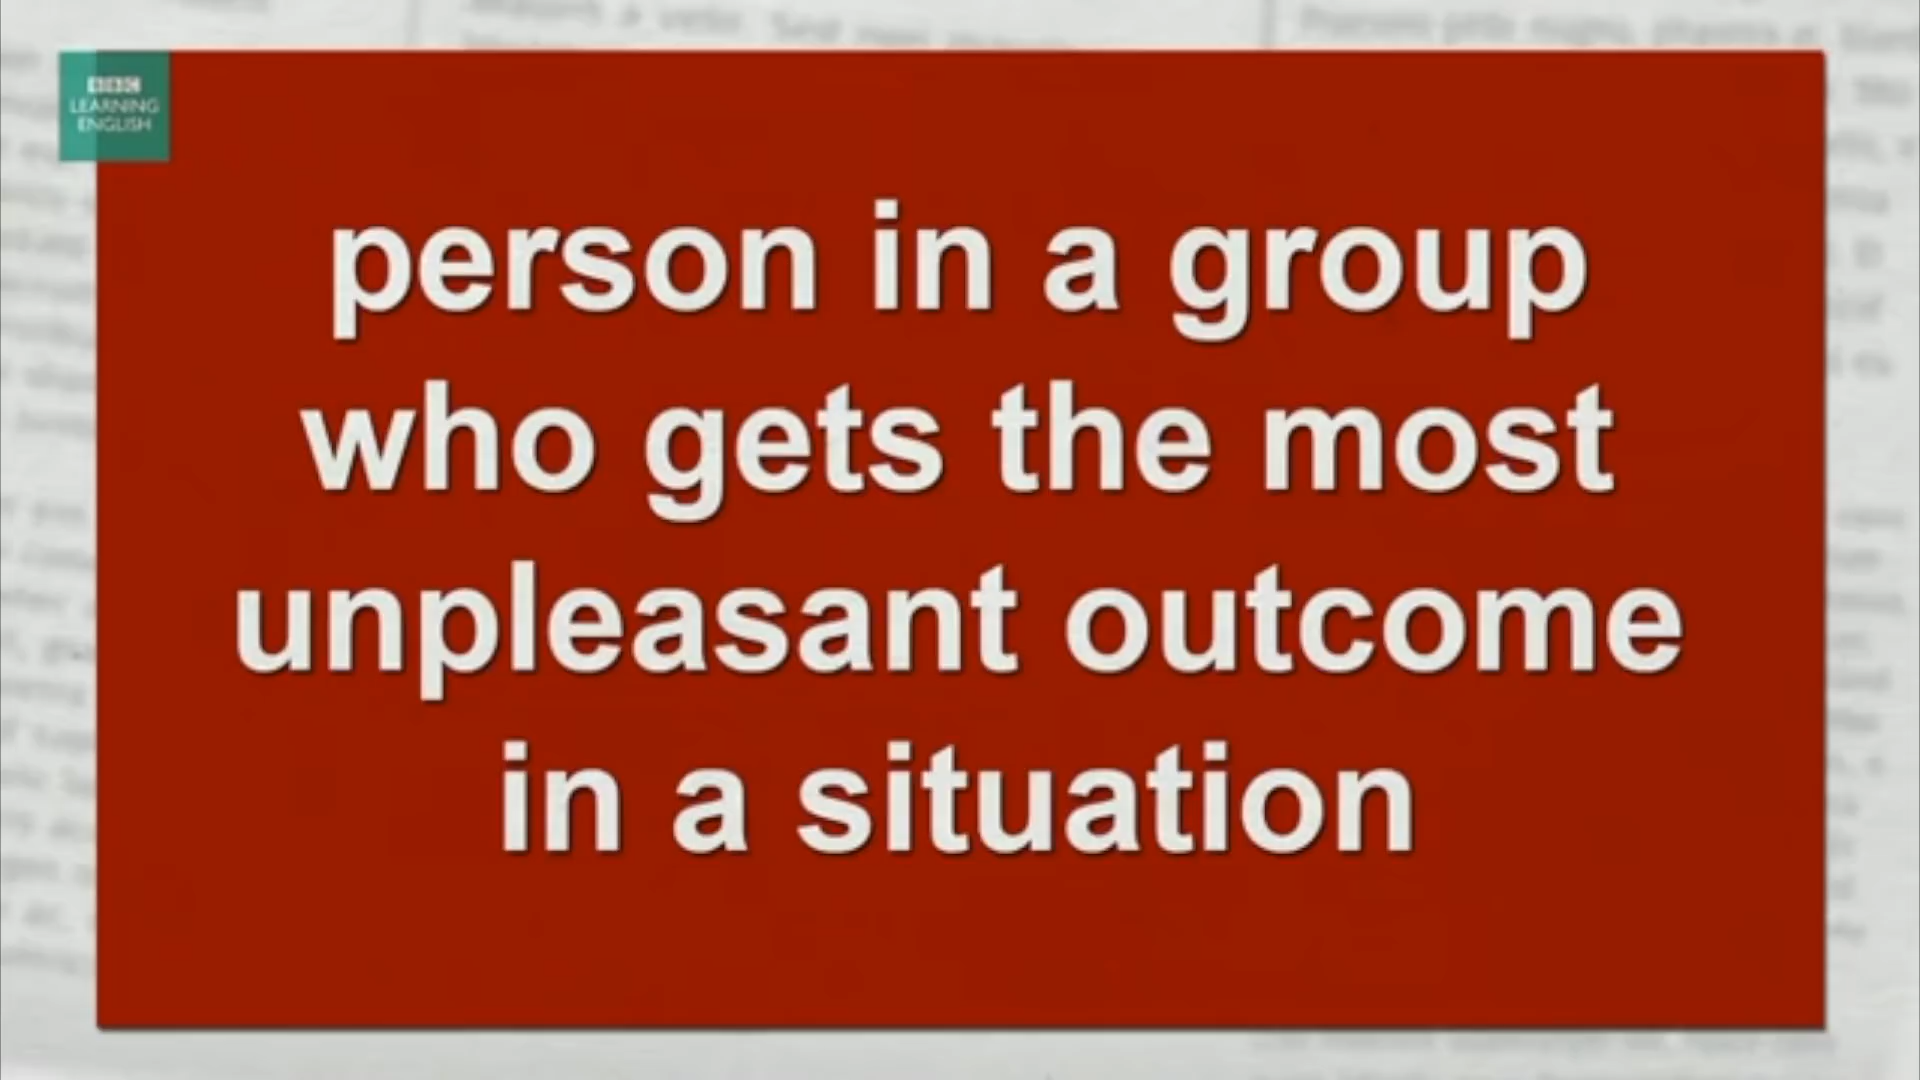 BBC
LEARNING
ENGLISH
person in a group
who gets the most
unpleasant outcome
in a situation